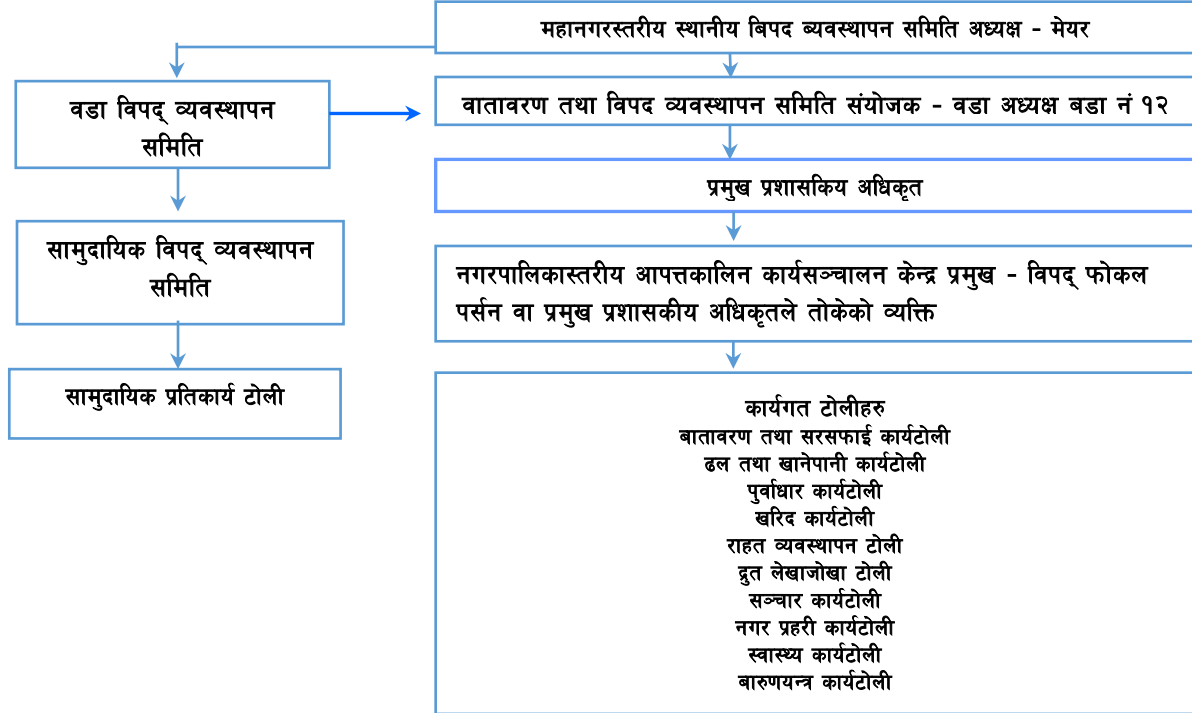 महानगरस्तरीय स्थानीय बिपद ब्यवस्थापन समिति अध्यक्ष - मेयर
वडा विपद् व्यवस्थापन
समिति
वातावरण तथा विपद व्यवस्थापन समिति संयोजक - वडा अध्यक्ष बडा नं १२
प्रमुख प्रशासकिय अधिकृत
सामुदायिक विपद् व्यवस्थापन
समिति
नगरपालिकास्तरीय आपत्तकालिन कार्यसञ्चालन केन्द्र प्रमुख - विपद् फोकल
पर्सन वा प्रमुख प्रशासकीय अधिकृतले तोकेको व्यक्ति
सामुदायिक प्रतिकार्य टोली
कार्यगत टोलीहरु
बातावरण तथा सरसफाई कार्यटोली
ढल तथा खानेपानी कार्यटोली
पुर्वाधार कार्यटोली
खरिद कार्यटोली
राहत व्यवस्थापन टोली
द्रुत लेखाजोखा टोली
सञ्चार कार्यटोली
नगर प्रहरी कार्यटोली
स्वास्थ्य कार्यटोली
बारुणयन्त्र कार्यटोली